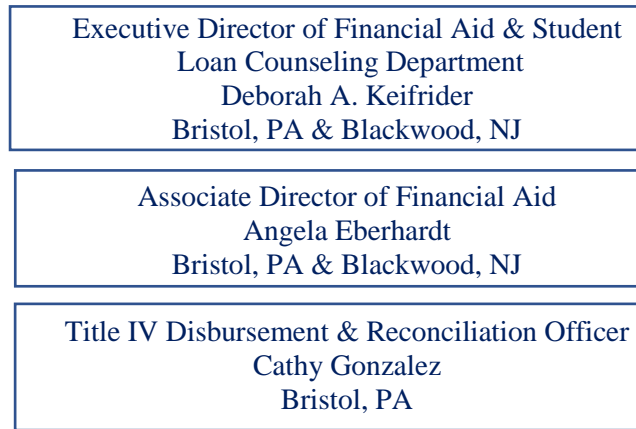 Executive Director of Financial Aid & Student
Loan Counseling Department
Deborah A. Keifrider
Bristol, PA & Blackwood, NJ
Associate Director of Financial Aid
Angela Eberhardt
Bristol, PA & Blackwood, NJ
Title IV Disbursement & Reconciliation Officer
Cathy Gonzalez
Bristol, PA